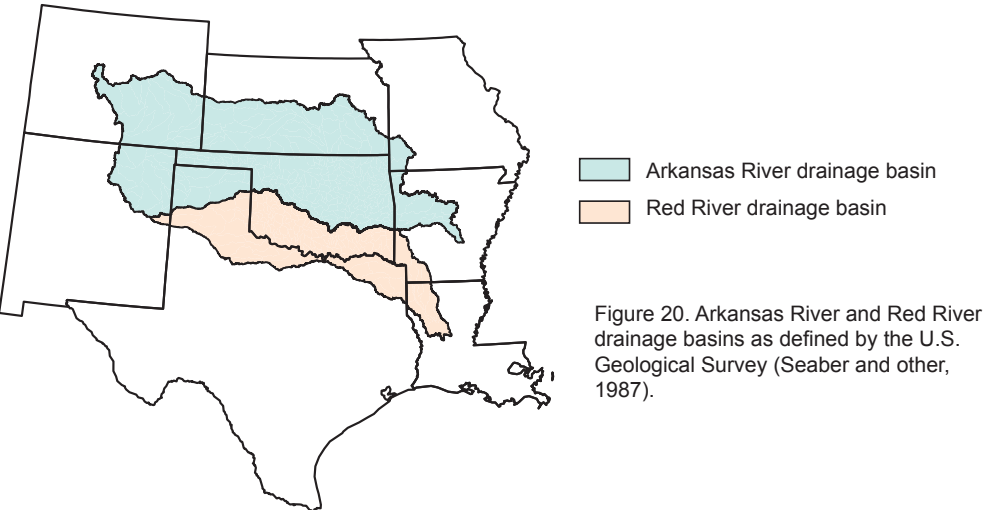 Arkansas River drainage basin
Red River drainage basin
Figure 20. Arkansas River and Red River
drainage basins as defined by the U.S.
Geological Survey (Seaber and other,
1987).